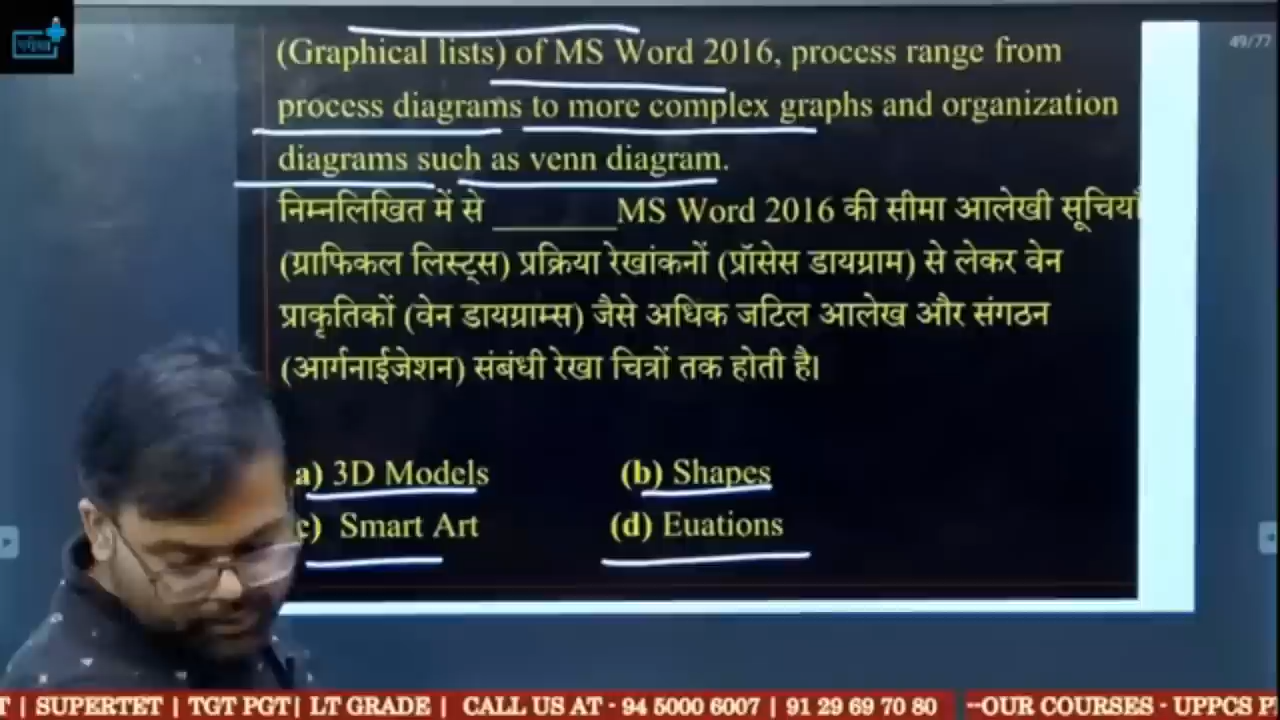 49/77
(Graphical lists) of MS Word 2016, process range from
process diagrams to more complex graphs and organization
diagrams such as venn diagram.
निम्नलिखित में से ________ MS Word 2016 की सीमा आलेखी सूचियाँ
(ग्राफिकल लिस्ट्स) प्रक्रिया रेखांकनों (प्रॉसेस डायग्राम) से लेकर वेन
प्राकृतिकों (वेन डायग्राम्स) जैसे अधिक जटिल आलेख और संगठन
(आर्गनाईजेशन) संबंधी रेखा चित्रों तक होती है।
a) 3D Models (b) Shapes
c) Smart Art (d) Euations
T | SUPERTET | TGT PGT| LT GRADE | CALL US AT - 94 5000 6007 | 91 29 69 70 80 --OUR COURSES - UPPCS P